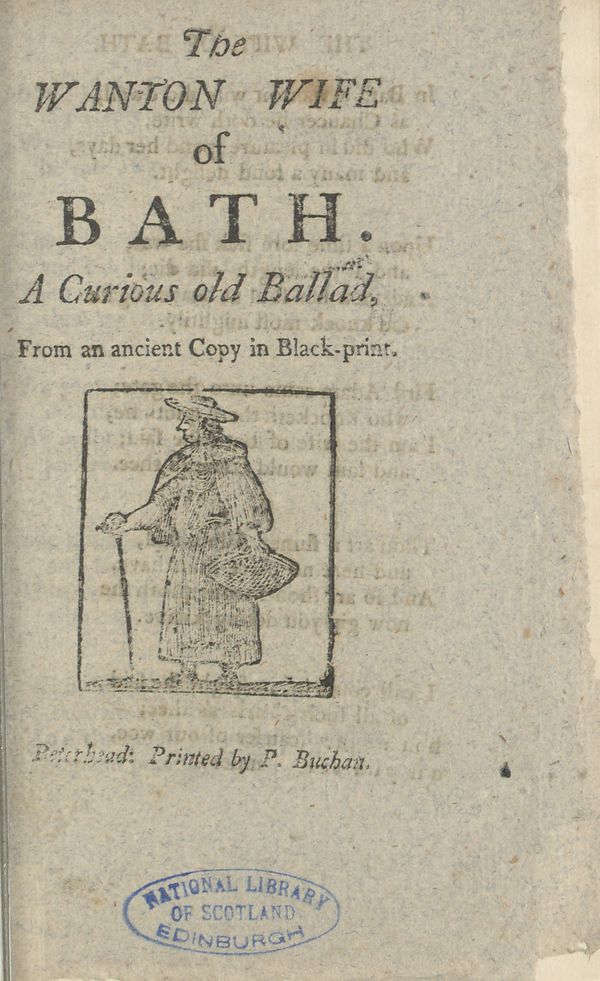 The
WANTON WIFE
of
BATH.
A Curious old Ballad,
From an ancient Copy in Black-print.
Peterhead: Printed by P. Buchan.
NATIONAL LIBRARY
OF SCOTLAND
EDINBURGH